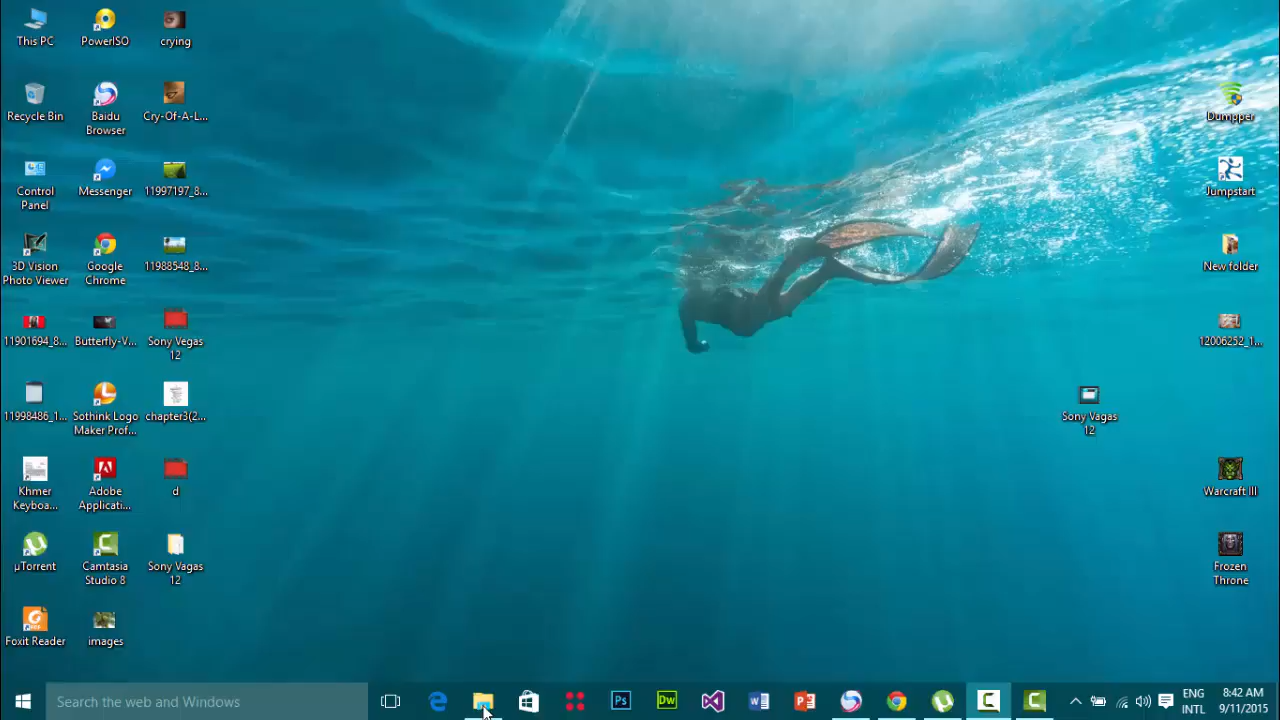 This PC
PowerISO
crying
Recycle Bin
Baidu
Browser
Cry-Of-A-L...
Dumpper
Control
Panel
Messenger
11997197_8...
Jumpstart
3D Vision
Photo Viewer
Google
Chrome
11988548_8...
New folder
11901694_8...
Butterfly-V...
Sony Vegas
12
12006252_1...
11998486_1...
Sothink Logo
Maker Prof...
chapter3(2...
Sony Vagas
12
Khmer
Keyboa...
Adobe
Applicati...
d
Warcraft III
µTorrent
Camtasia
Studio 8
Sony Vagas
12
Frozen
Throne
Foxit Reader
images
Search the web and Windows
Ps
Dw
ENG
INTL
8:42 AM
9/11/2015